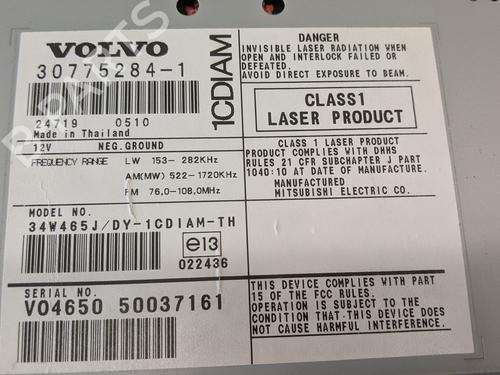 VOLVO
30775284-1
24719 0510
Made in Thailand
1CDIAM
12V NEG.GROUND
FREQUENCY RANGE LW 153- 282KHz
AM(MW) 522-1720KHz
FM 76.0-108.0MHz
MODEL NO.
34W465J/DY-1CDIAM-TH
e13
022436
SERIAL NO.
V04650 50037161
DANGER
INVISIBLE LASER RADIATION WHEN
OPEN AND INTERLOCK FAILED OR
DEFEATED.
AVOID DIRECT EXPOSURE TO BEAM.
CLASS1
LASER PRODUCT
CLASS 1 LASER PRODUCT
PRODUCT COMPLIES WITH DHHS
RULES 21 CFR SUBCHAPTER J PART
1040:10 AT DATE OF MANUFACTURE.
MANUFACTURED
MITSUBISHI ELECTRIC CO.
THIS DEVICE COMPLIES WITH PART
15 OF THE FCC RULES.
OPERATION IS SUBJECT TO THE
CONDITION THAT THIS DEVICE DOES
NOT CAUSE HARMFUL INTERFERENCE.